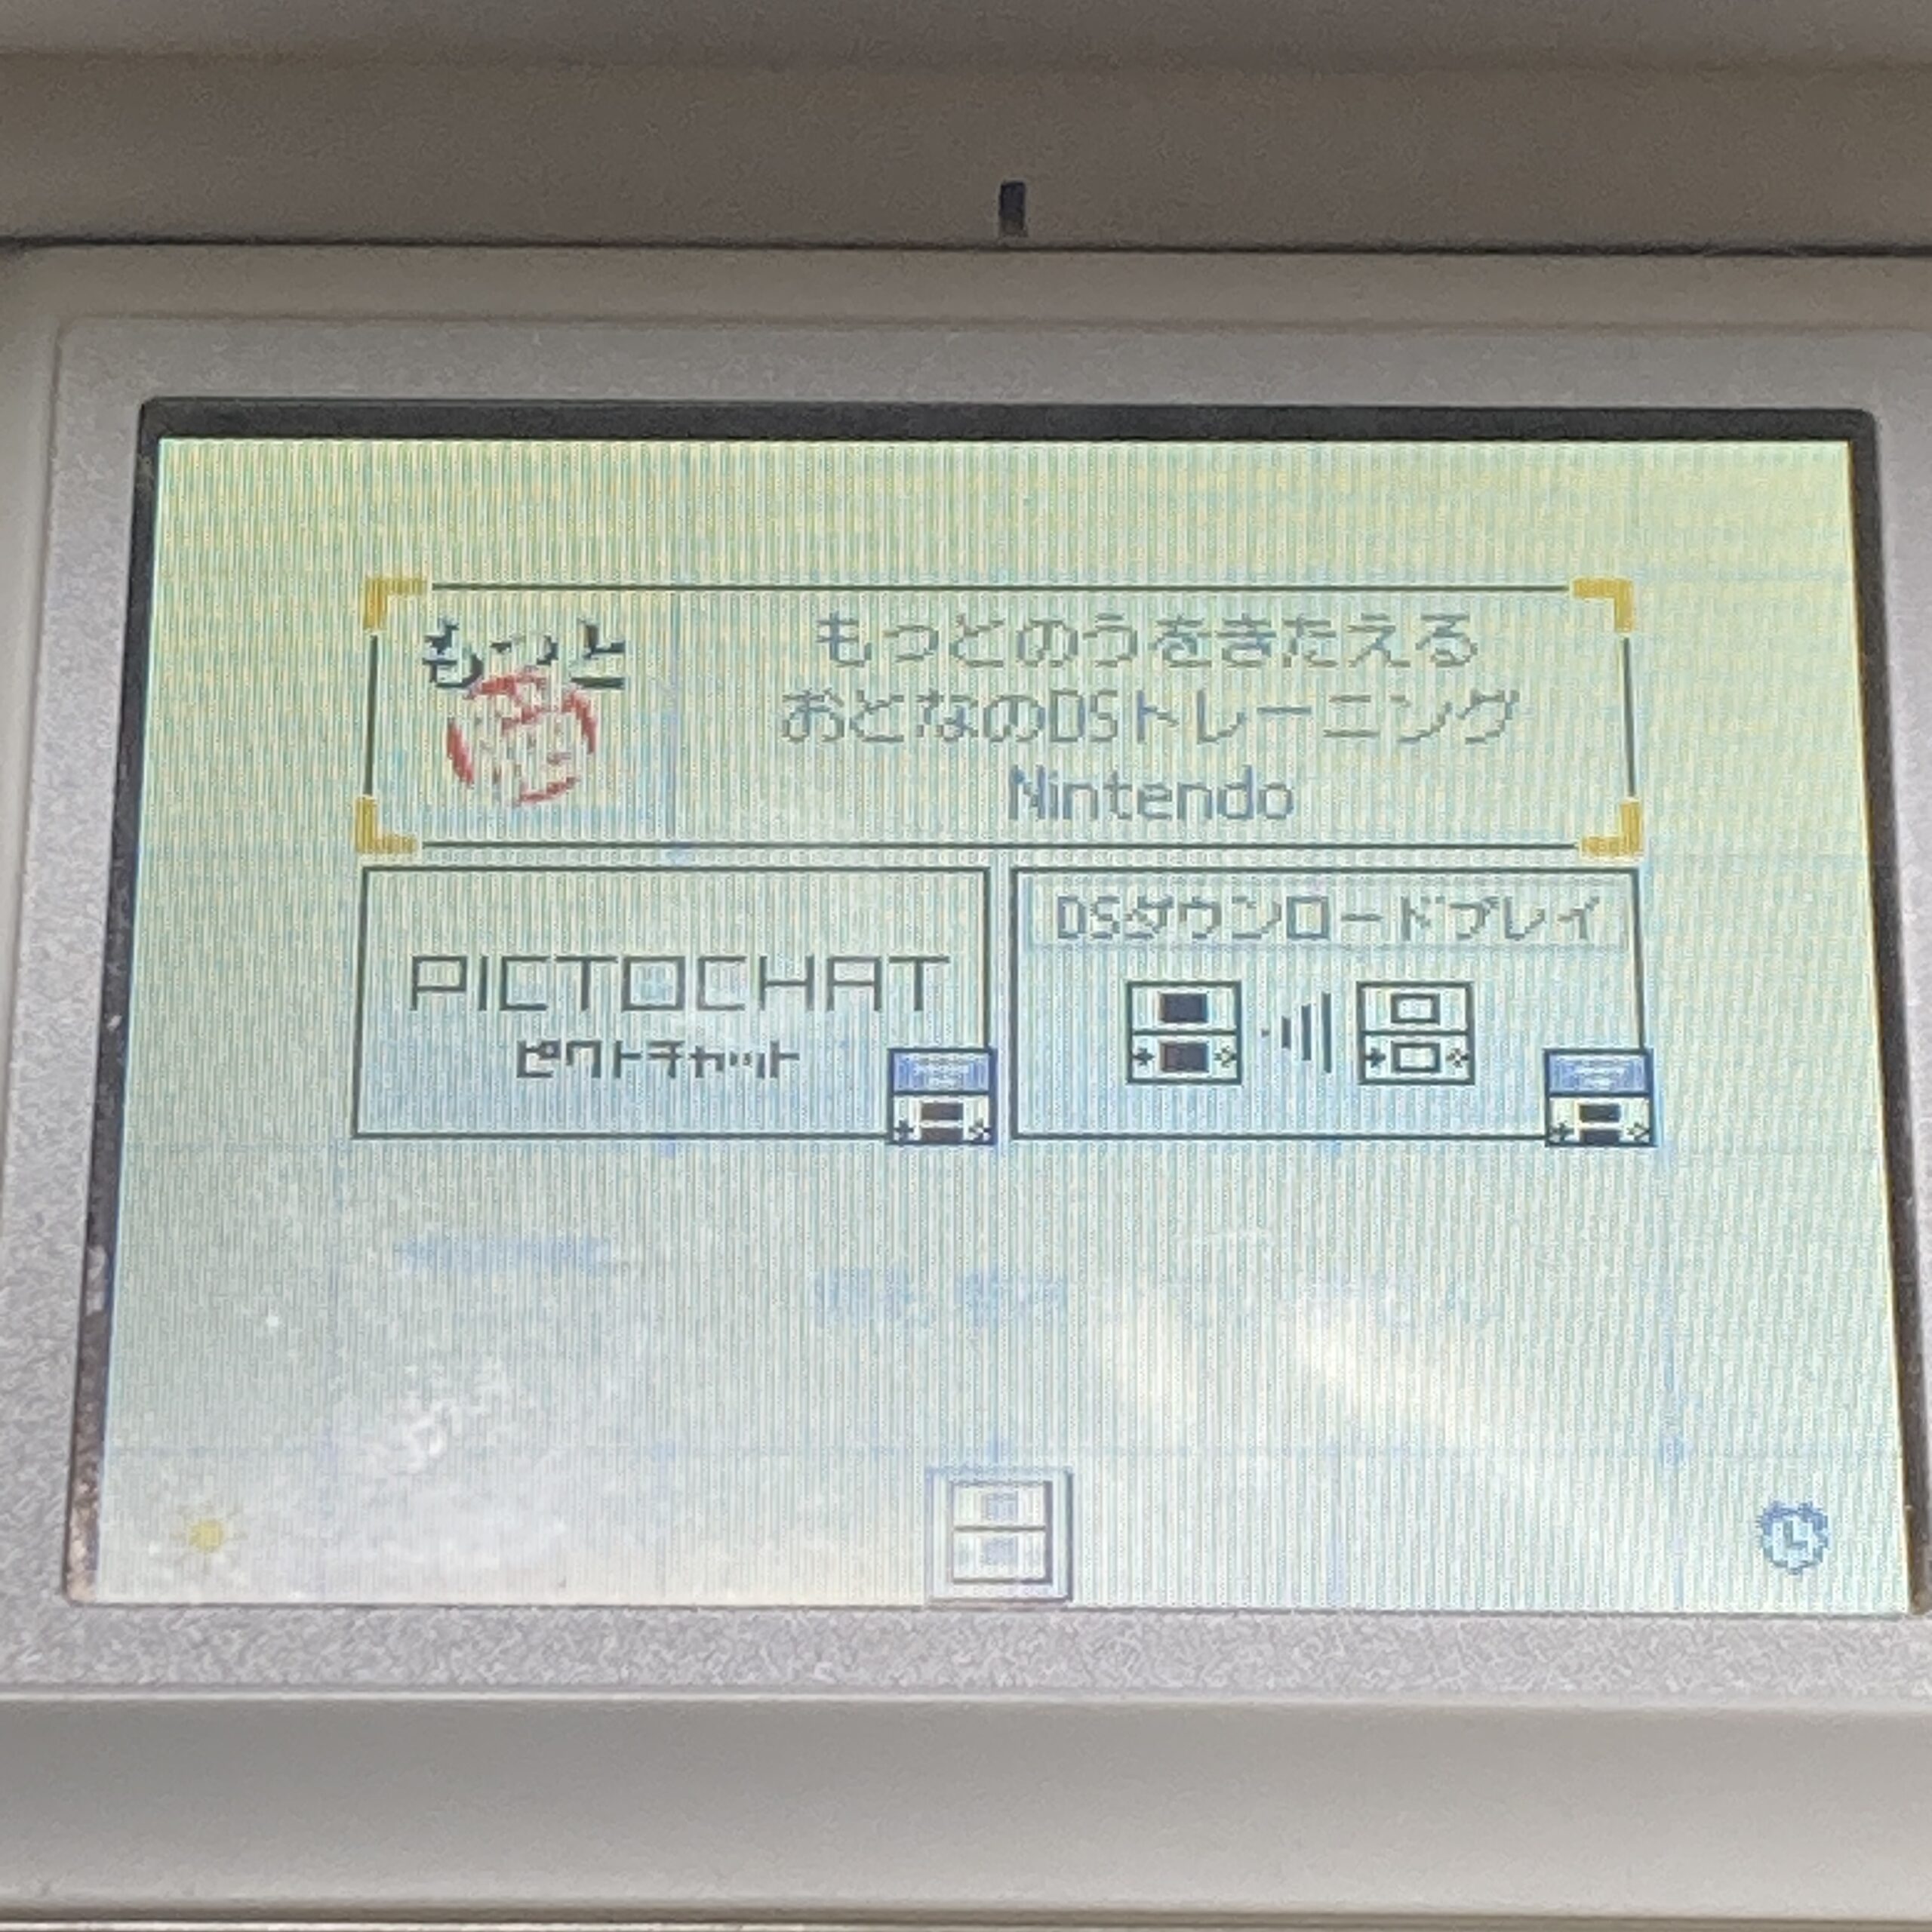 もっと
もっとのうをきたえる
おとなのDSトレーニング
Nintendo
PICTOCHAT
ピクトチャット
DSダウンロードプレイ